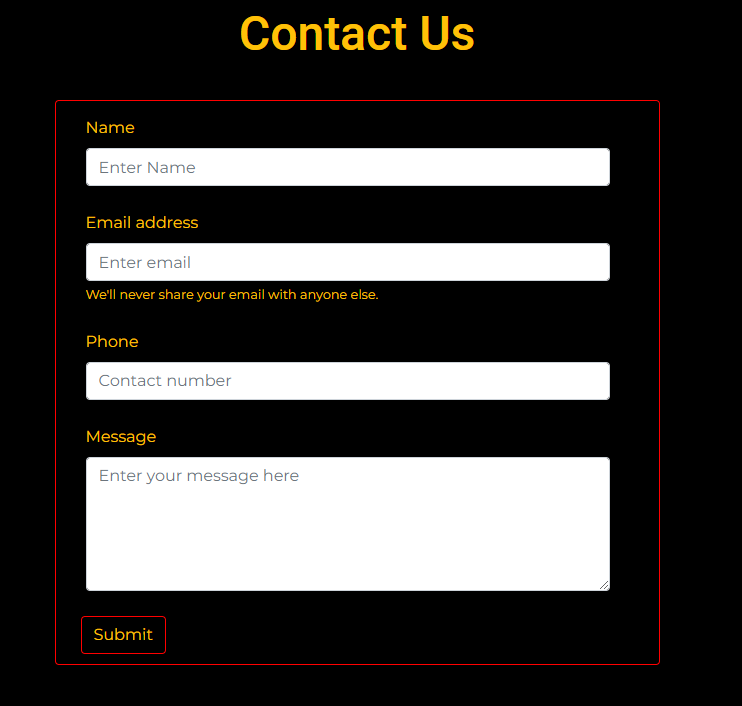 Contact Us
Name
Enter Name
Email address
Enter email
We'll never share your email with anyone else.
Phone
Contact number
Message
Enter your message here
Submit